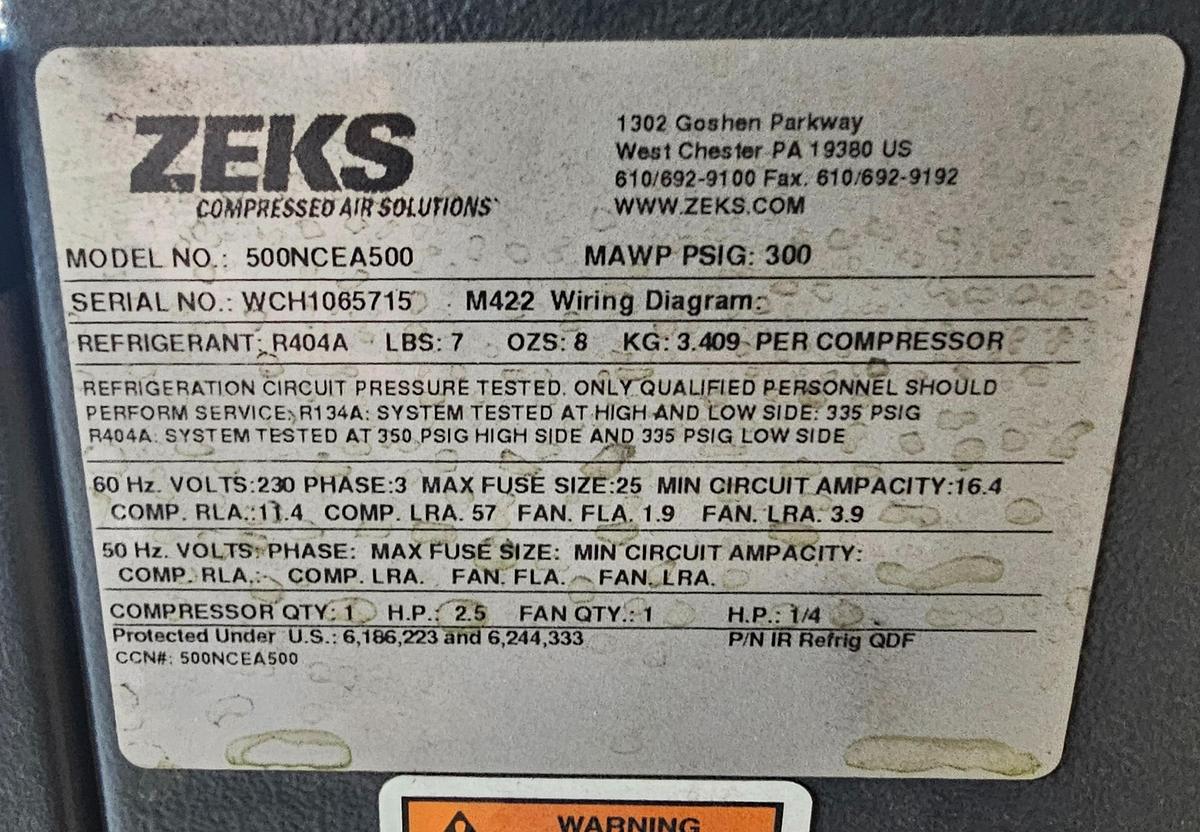 ZEKS
COMPRESSED AIR SOLUTIONS
1302 Goshen Parkway
West Chester PA 19380 US
610/692-9100 Fax. 610/692-9192
WWW.ZEKS.COM
MODEL NO.: 500NCEA500 MAWP PSIG: 300
SERIAL NO.: WCH1065715 M422 Wiring Diagram:
REFRIGERANT: R404A LBS: 7 OZS: 8 KG: 3.409 PER COMPRESSOR
REFRIGERATION CIRCUIT PRESSURE TESTED. ONLY QUALIFIED PERSONNEL SHOULD
PERFORM SERVICE; R134A: SYSTEM TESTED AT HIGH AND LOW SIDE: 335 PSIG
R404A: SYSTEM TESTED AT 350 PSIG HIGH SIDE AND 335 PSIG LOW SIDE
60 Hz. VOLTS:230 PHASE:3 MAX FUSE SIZE:25 MIN CIRCUIT AMPACITY:16.4
COMP. RLA.:11.4 COMP. LRA. 57 FAN. FLA. 1.9 FAN. LRA. 3.9
50 Hz. VOLTS: PHASE: MAX FUSE SIZE: MIN CIRCUIT AMPACITY:
COMP. RLA.: COMP. LRA. FAN. FLA. FAN. LRA.
COMPRESSOR QTY: 1 H.P.: 2.5 FAN QTY.: 1 H.P.: 1/4
Protected Under U.S.: 6,186,223 and 6,244,333 P/N IR Refrig QDF
CCN#: 500NCEA500
WARNING